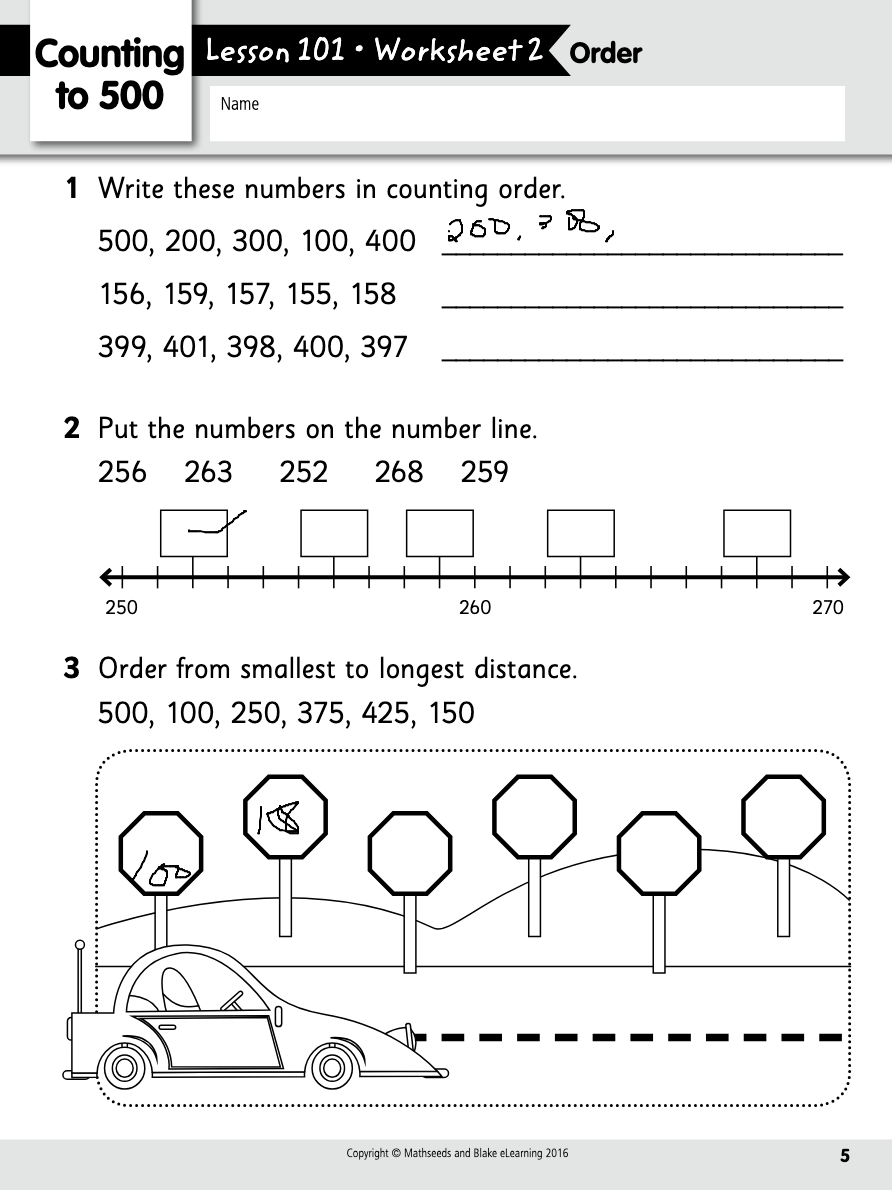 Counting to 500
Lesson 101 • Worksheet 2 Order
Name
1 Write these numbers in counting order.
500, 200, 300, 100, 400 200,
156, 159, 157, 155, 158
399, 401, 398, 400, 397
2 Put the numbers on the number line.
256 263 252 268 259
250 260 270
3 Order from smallest to longest distance.
500, 100, 250, 375, 425, 150
100
Copyright © Mathseeds and Blake eLearning 2016 5